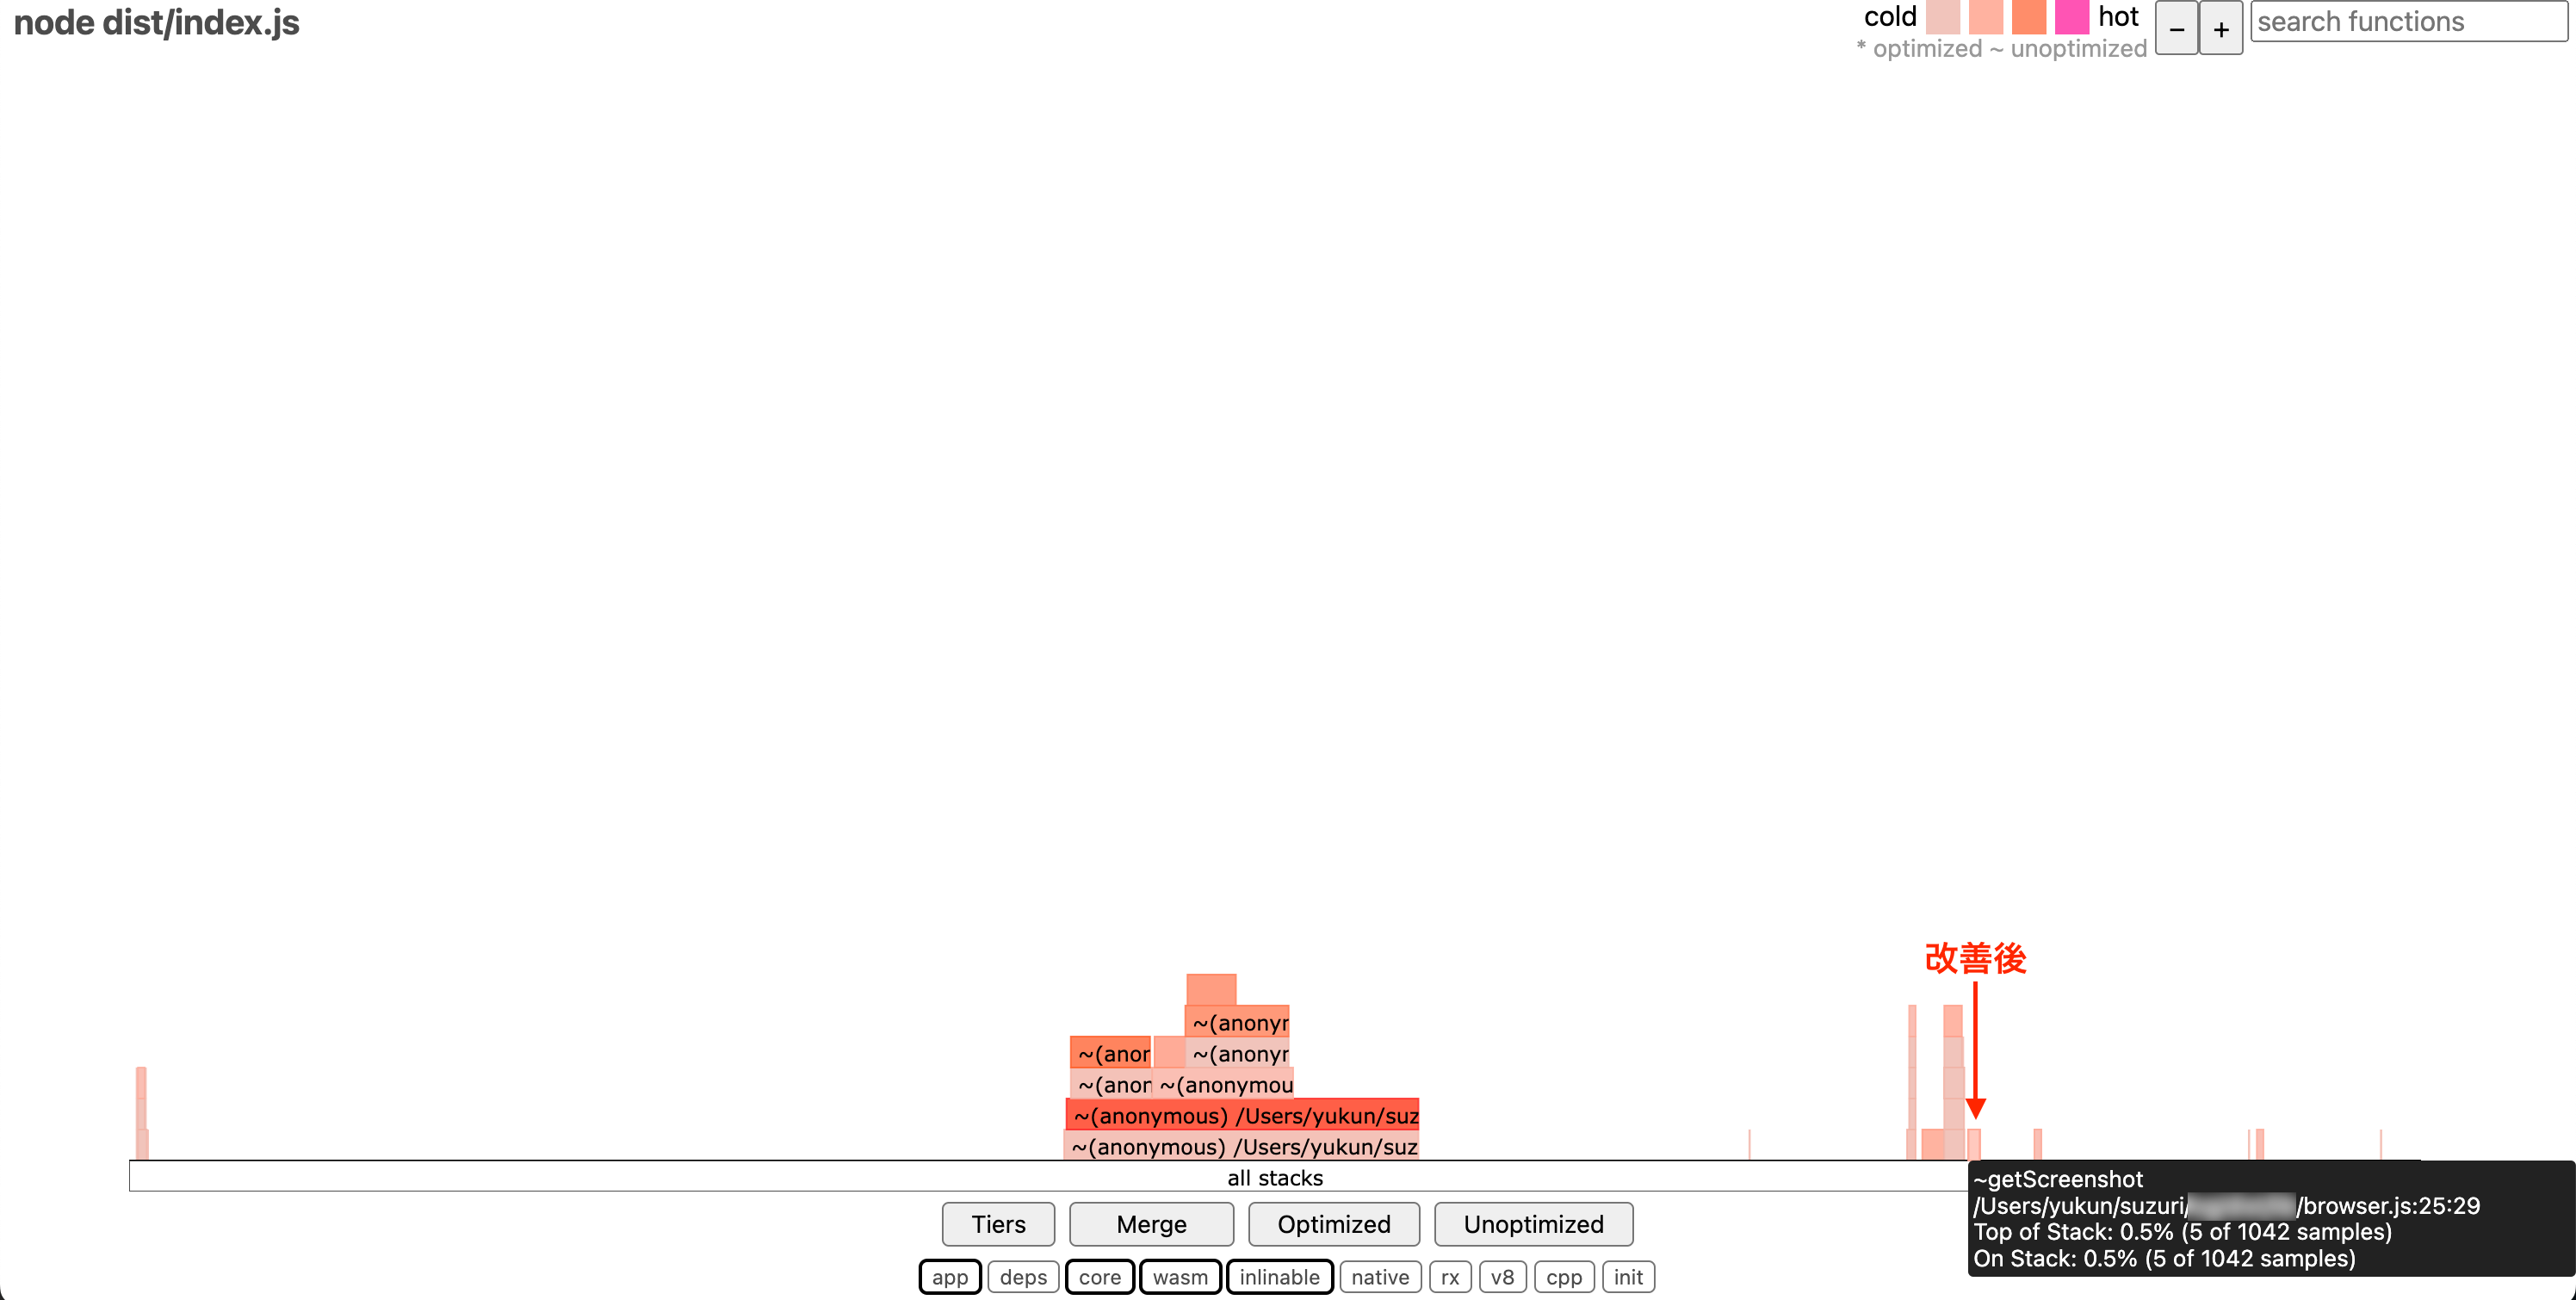 node dist/index.js
cold hot
* optimized ~ unoptimized
− +
search functions
改善後
~(anonyr
~(anor
~(anonyr
~(anon
~(anonymou
~(anonymous) /Users/yukun/suz
~(anonymous) /Users/yukun/suz
all stacks
~getScreenshot
/Users/yukun/suzuri/ /browser.js:25:29
Top of Stack: 0.5% (5 of 1042 samples)
On Stack: 0.5% (5 of 1042 samples)
Tiers Merge Optimized Unoptimized
app deps core wasm inlinable native rx v8 cpp init